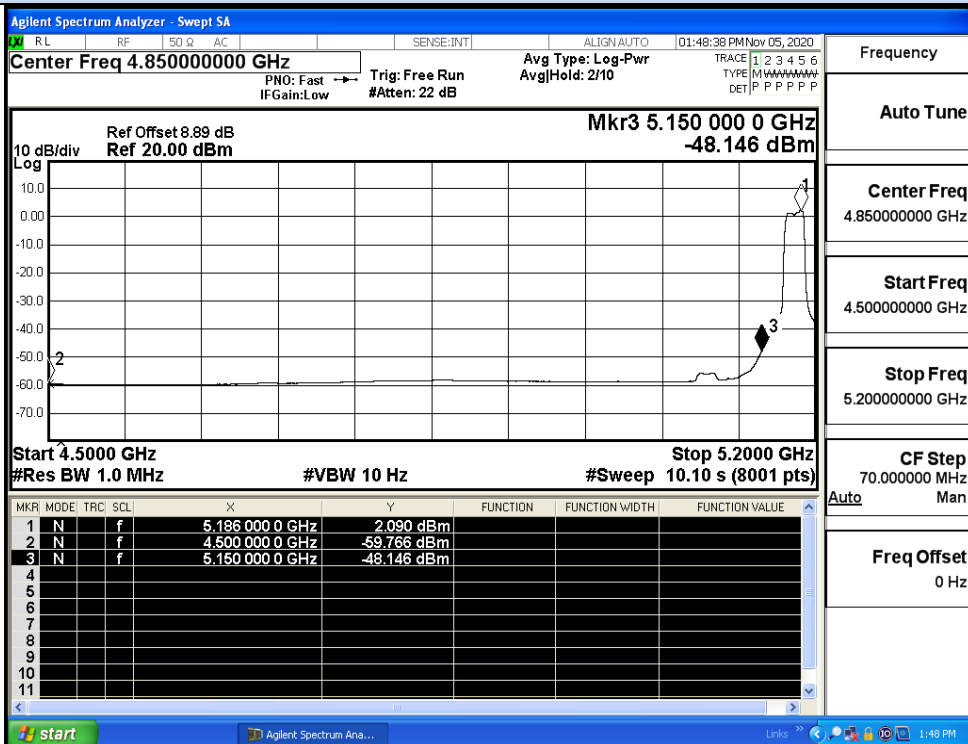 Agilent Spectrum Analyzer - Swept SA
LXI RL RF 50 Ω AC SENSE:INT ALIGN AUTO 01:48:38 PM Nov 05, 2020
Center Freq 4.850000000 GHz
PNO: Fast
IFGain:Low
Trig: Free Run
#Atten: 22 dB
Avg Type: Log-Pwr
Avg|Hold: 2/10
TRACE 1 2 3 4 5 6
TYPE M
DET P P P P P P
Ref Offset 8.89 dB
10 dB/div Ref 20.00 dBm
Log
Mkr3 5.150 000 0 GHz
-48.146 dBm
10.0
0.00
-10.0
-20.0
-30.0
-40.0
-50.0
-60.0
-70.0
1
2
3
Start 4.5000 GHz Stop 5.2000 GHz
#Res BW 1.0 MHz #VBW 10 Hz #Sweep 10.10 s (8001 pts)
MKR MODE TRC SCL X Y FUNCTION FUNCTION WIDTH FUNCTION VALUE
1 N f 5.186 000 0 GHz 2.090 dBm
2 N f 4.500 000 0 GHz -59.766 dBm
3 N f 5.150 000 0 GHz -48.146 dBm
4
5
6
7
8
9
10
11
Frequency
Auto Tune
Center Freq
4.850000000 GHz
Start Freq
4.500000000 GHz
Stop Freq
5.200000000 GHz
CF Step
70.000000 MHz
Auto Man
Freq Offset
0 Hz
start Agilent Spectrum Ana... Links » 1:48 PM